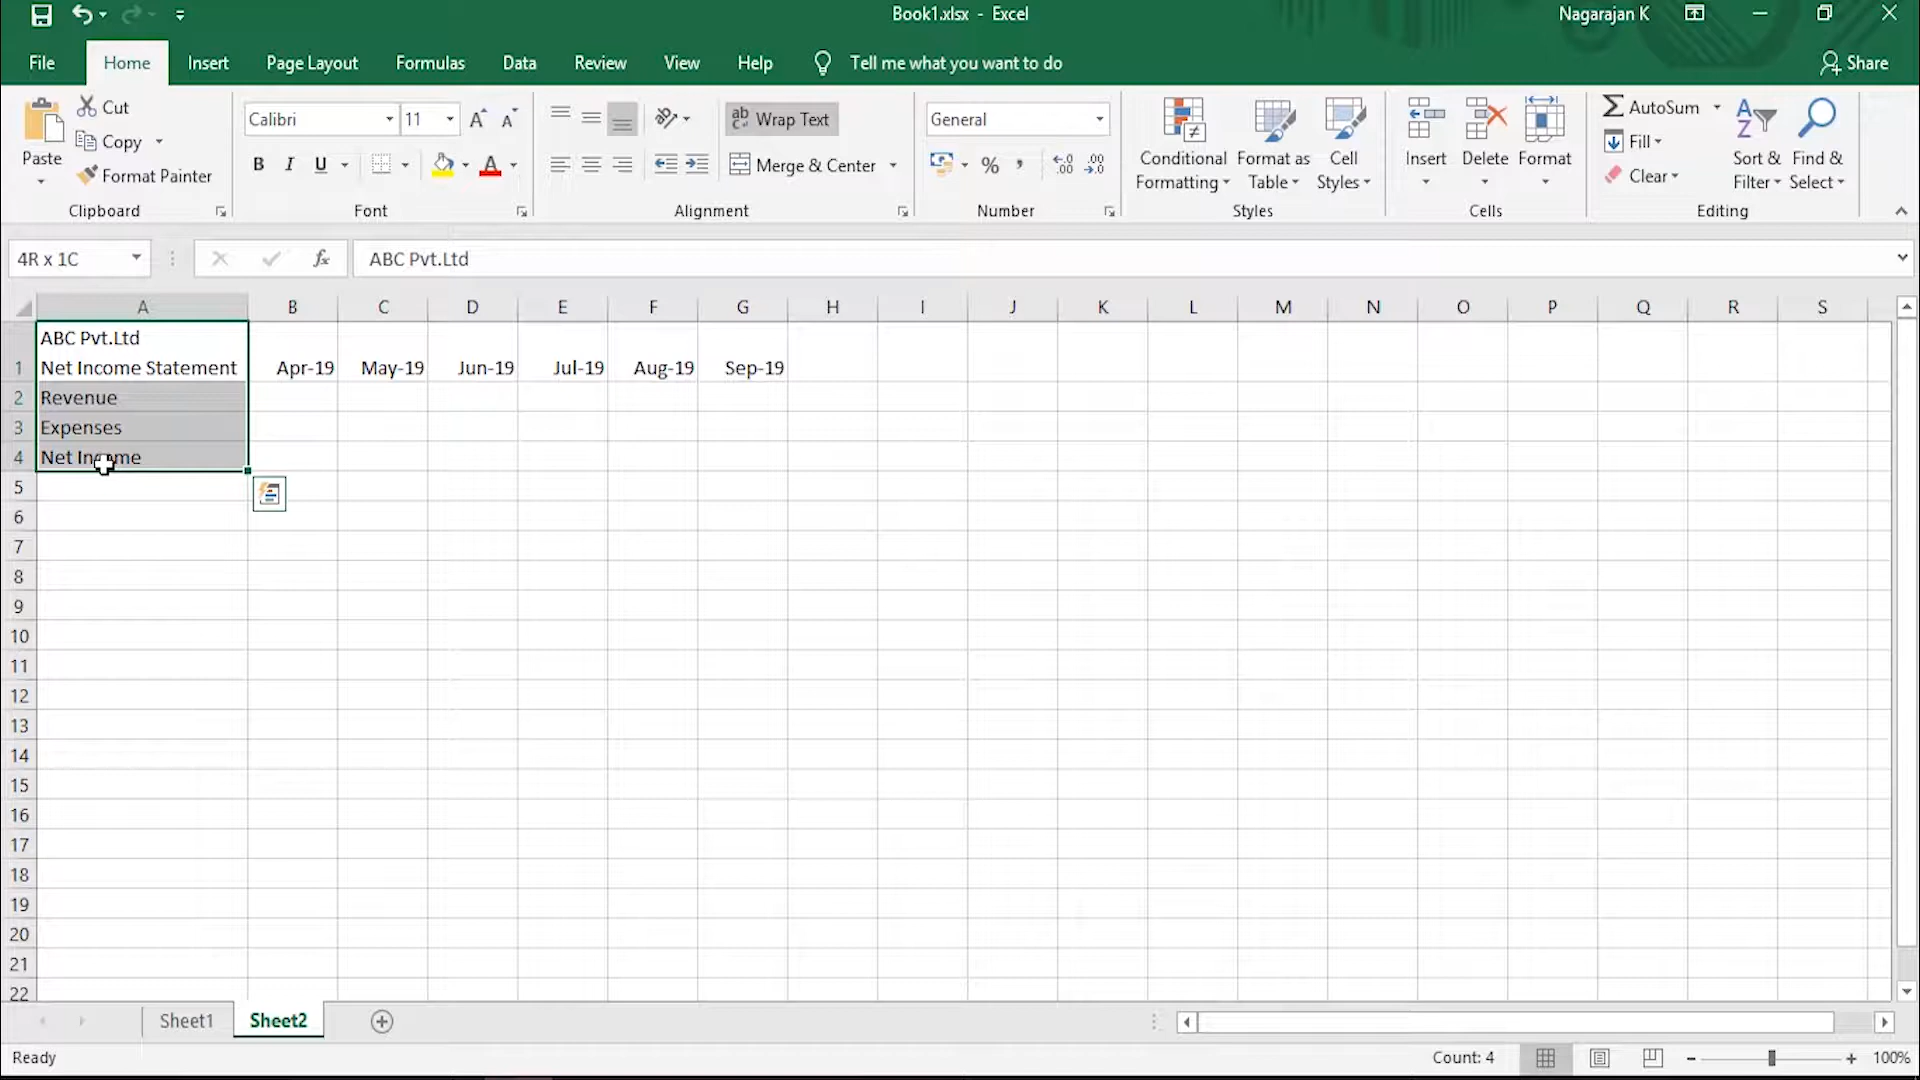 Book1.xlsx - Excel
Nagarajan K
File Home Insert Page Layout Formulas Data Review View Help Tell me what you want to do Share
Paste
Cut
Copy
Format Painter
Clipboard
Calibri 11
B I U
Font
Wrap Text
Merge & Center
Alignment
General
Number
Conditional Formatting
Format as Table
Cell Styles
Styles
Insert Delete Format
Cells
AutoSum
Fill
Clear
Sort & Filter
Find & Select
Editing
4R x 1C fx ABC Pvt.Ltd
A B C D E F G H I J K L M N O P Q R S
ABC Pvt.Ltd
1 Net Income Statement Apr-19 May-19 Jun-19 Jul-19 Aug-19 Sep-19
2 Revenue
3 Expenses
4 Net Income
5
6
7
8
9
10
11
12
13
14
15
16
17
18
19
20
21
22
Sheet1 Sheet2
Ready Count: 4 100%